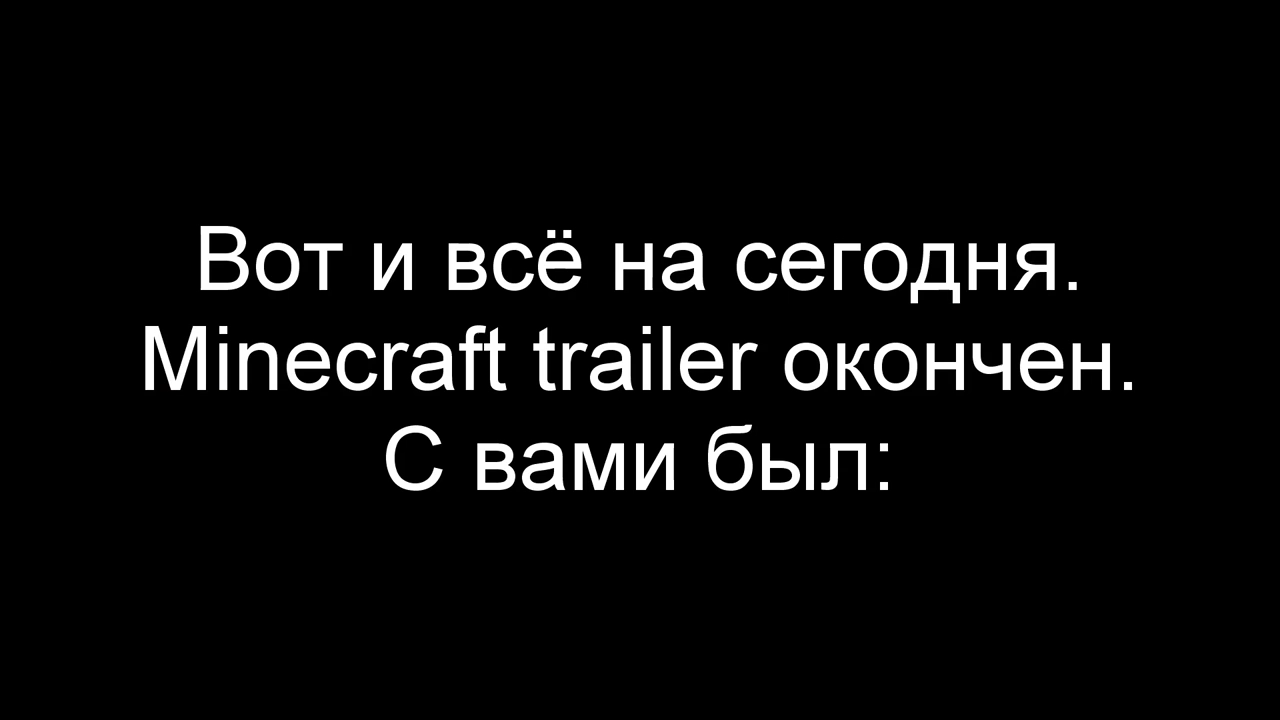 Вот и всё на сегодня.
Minecraft trailer окончен.
С вами был: